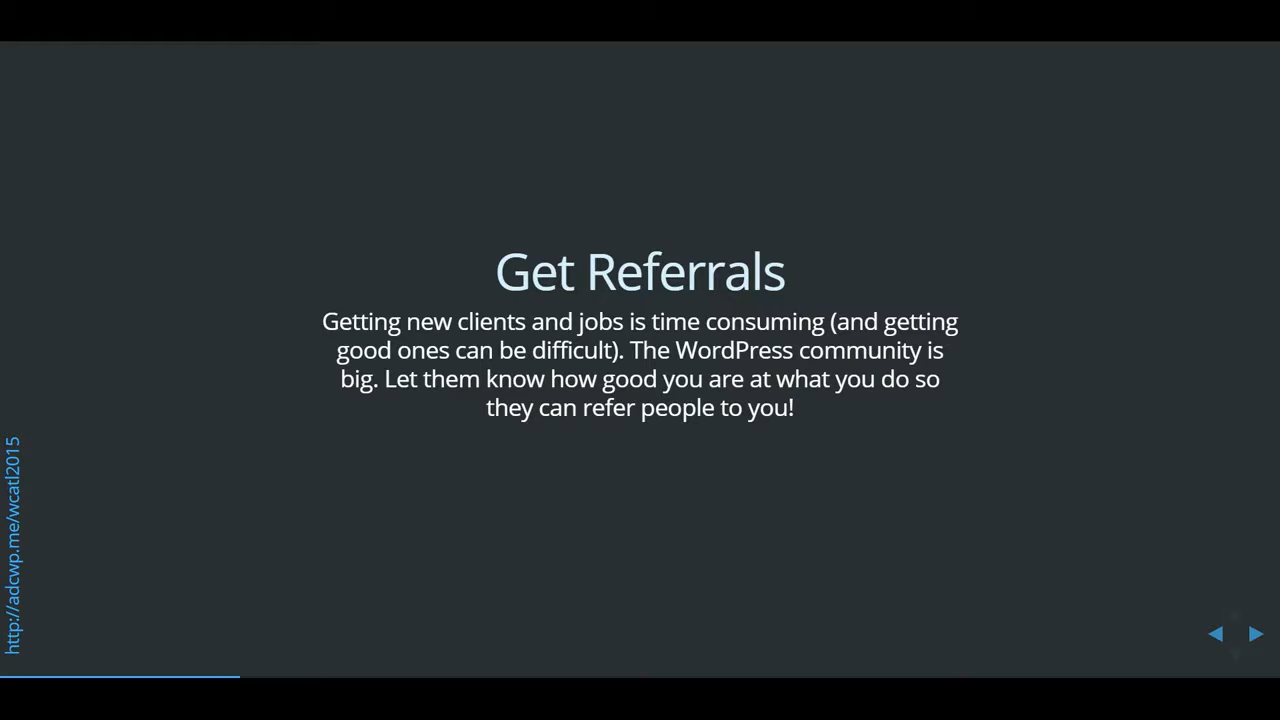 Get Referrals
Getting new clients and jobs is time consuming (and getting
good ones can be difficult). The WordPress community is
big. Let them know how good you are at what you do so
they can refer people to you!
http://adcwp.me/wcatl2015